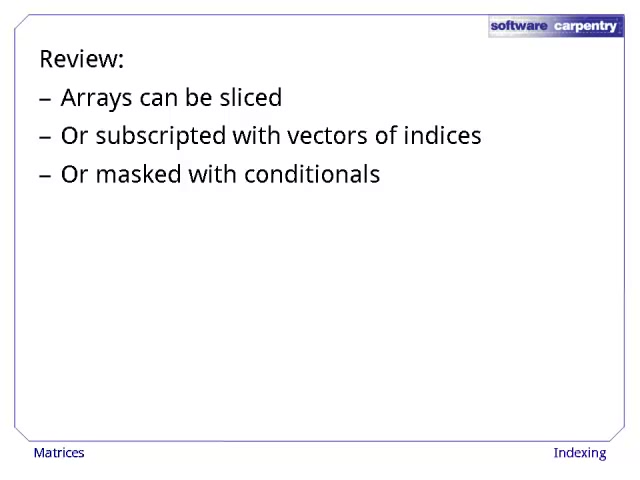 software carpentry
Review:
– Arrays can be sliced
– Or subscripted with vectors of indices
– Or masked with conditionals
Matrices
Indexing